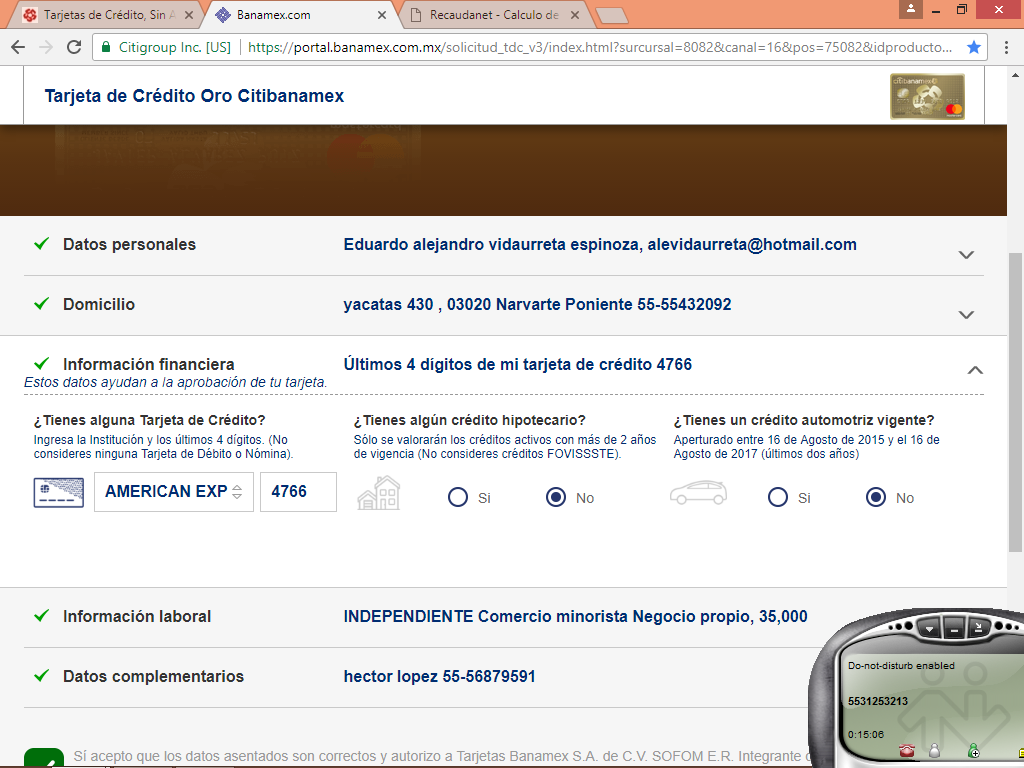 Tarjetas de Crédito, Sin A
Banamex.com
Recaudanet - Calculo de
Citigroup Inc. [US]
https://portal.banamex.com.mx/solicitud_tdc_v3/index.html?sursursal=8082&canal=16&pos=75082&idproducto...
Tarjeta de Crédito Oro Citibanamex
citibanamex
Datos personales
Eduardo alejandro vidaurreta espinoza, alevidaurreta@hotmail.com
Domicilio
yacatas 430 , 03020 Narvarte Poniente 55-55432092
Información financiera
Últimos 4 dígitos de mi tarjeta de crédito 4766
Estos datos ayudan a la aprobación de tu tarjeta.
¿Tienes alguna Tarjeta de Crédito?
Ingresa la Institución y los últimos 4 dígitos. (No
consideres ninguna Tarjeta de Débito o Nómina).
AMERICAN EXP
4766
¿Tienes algún crédito hipotecario?
Sólo se valorarán los créditos activos con más de 2 años
de vigencia (No consideres créditos FOVISSSTE).
Si
No
¿Tienes un crédito automotriz vigente?
Aperturado entre 16 de Agosto de 2015 y el 16 de
Agosto de 2017 (últimos dos años)
Si
No
Información laboral
INDEPENDIENTE Comercio minorista Negocio propio, 35,000
Datos complementarios
hector lopez 55-56879591
Sí acepto que los datos asentados son correctos y autorizo a Tarjetas Banamex S.A. de C.V. SOFOM E.R. Integrante
Do-not-disturb enabled
5531253213
0:15:06